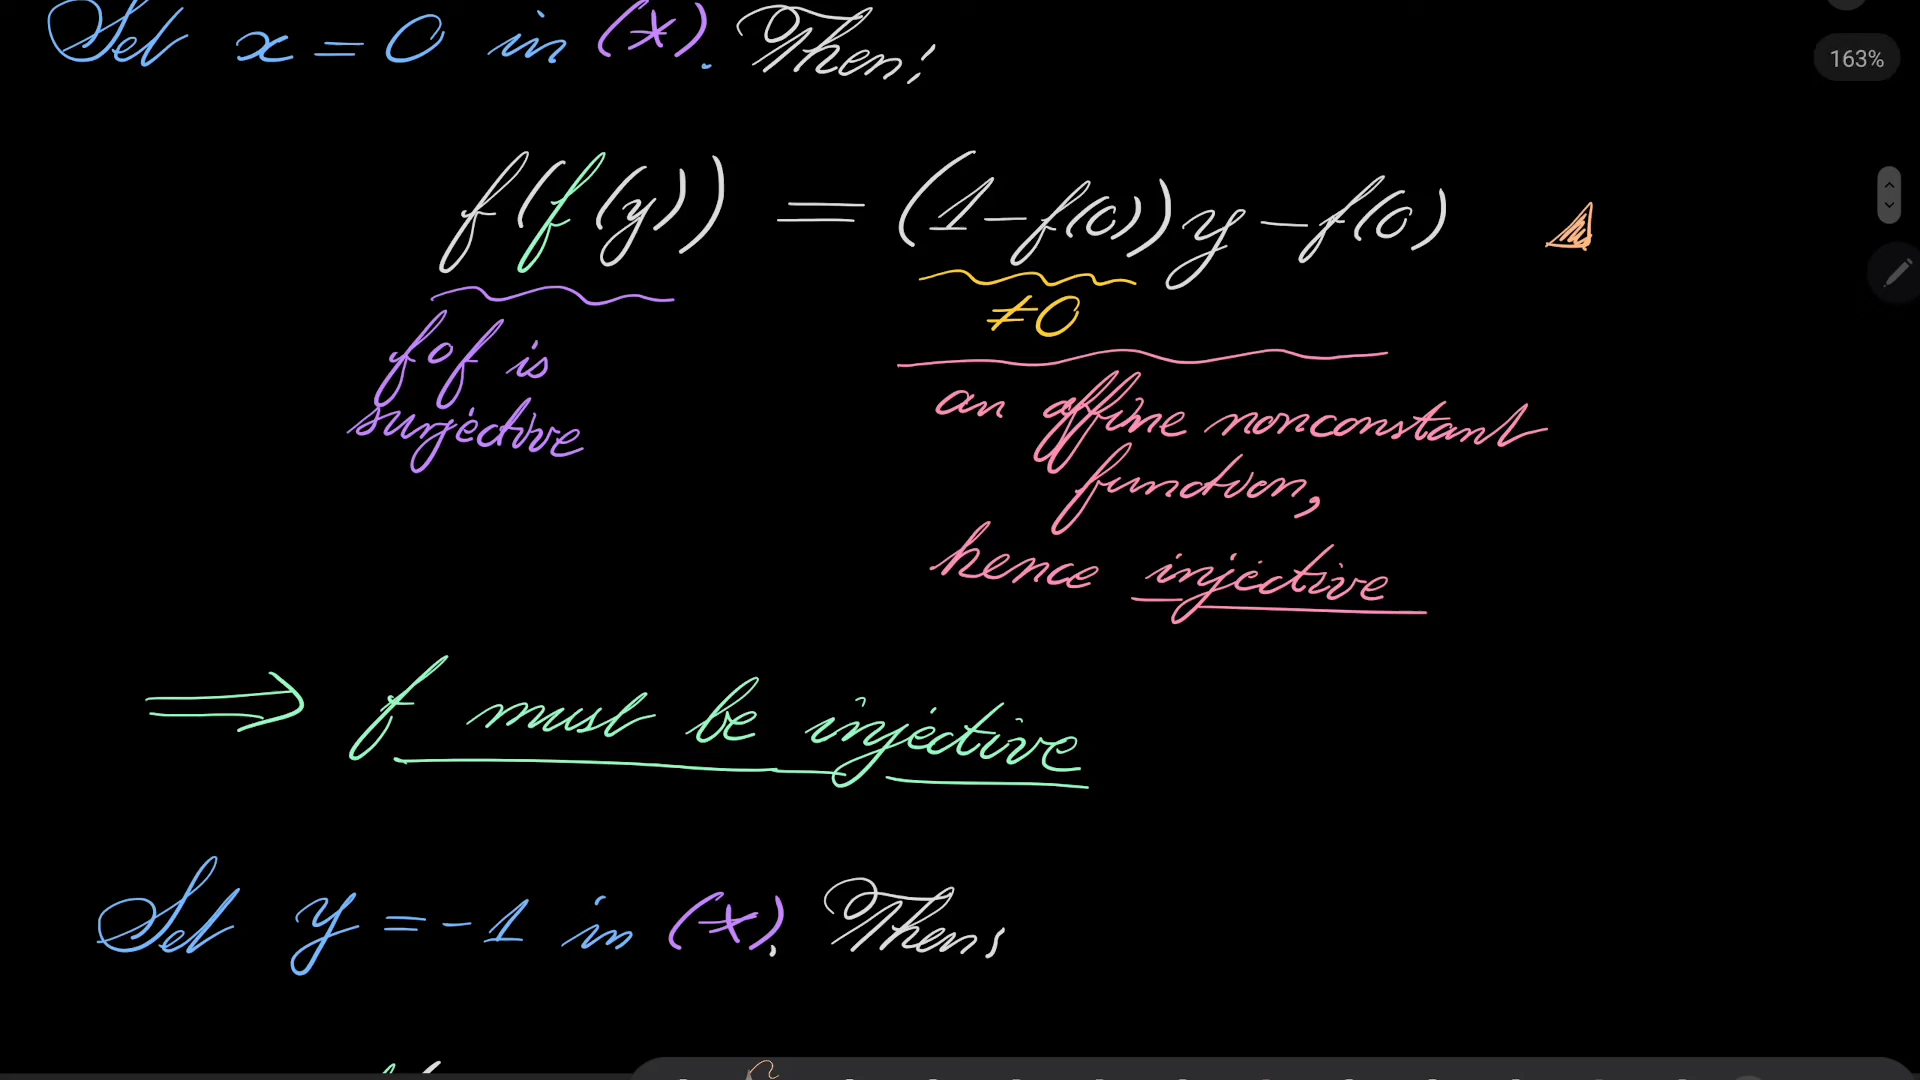 Set x = 0 in (*). Then:
163%
f(f(y)) = (1-f(0))y - f(0)
≠0
f∘f is
surjective
an affine nonconstant
function,
hence injective
⟹ f must be injective
Set y = -1 in (*). Then: